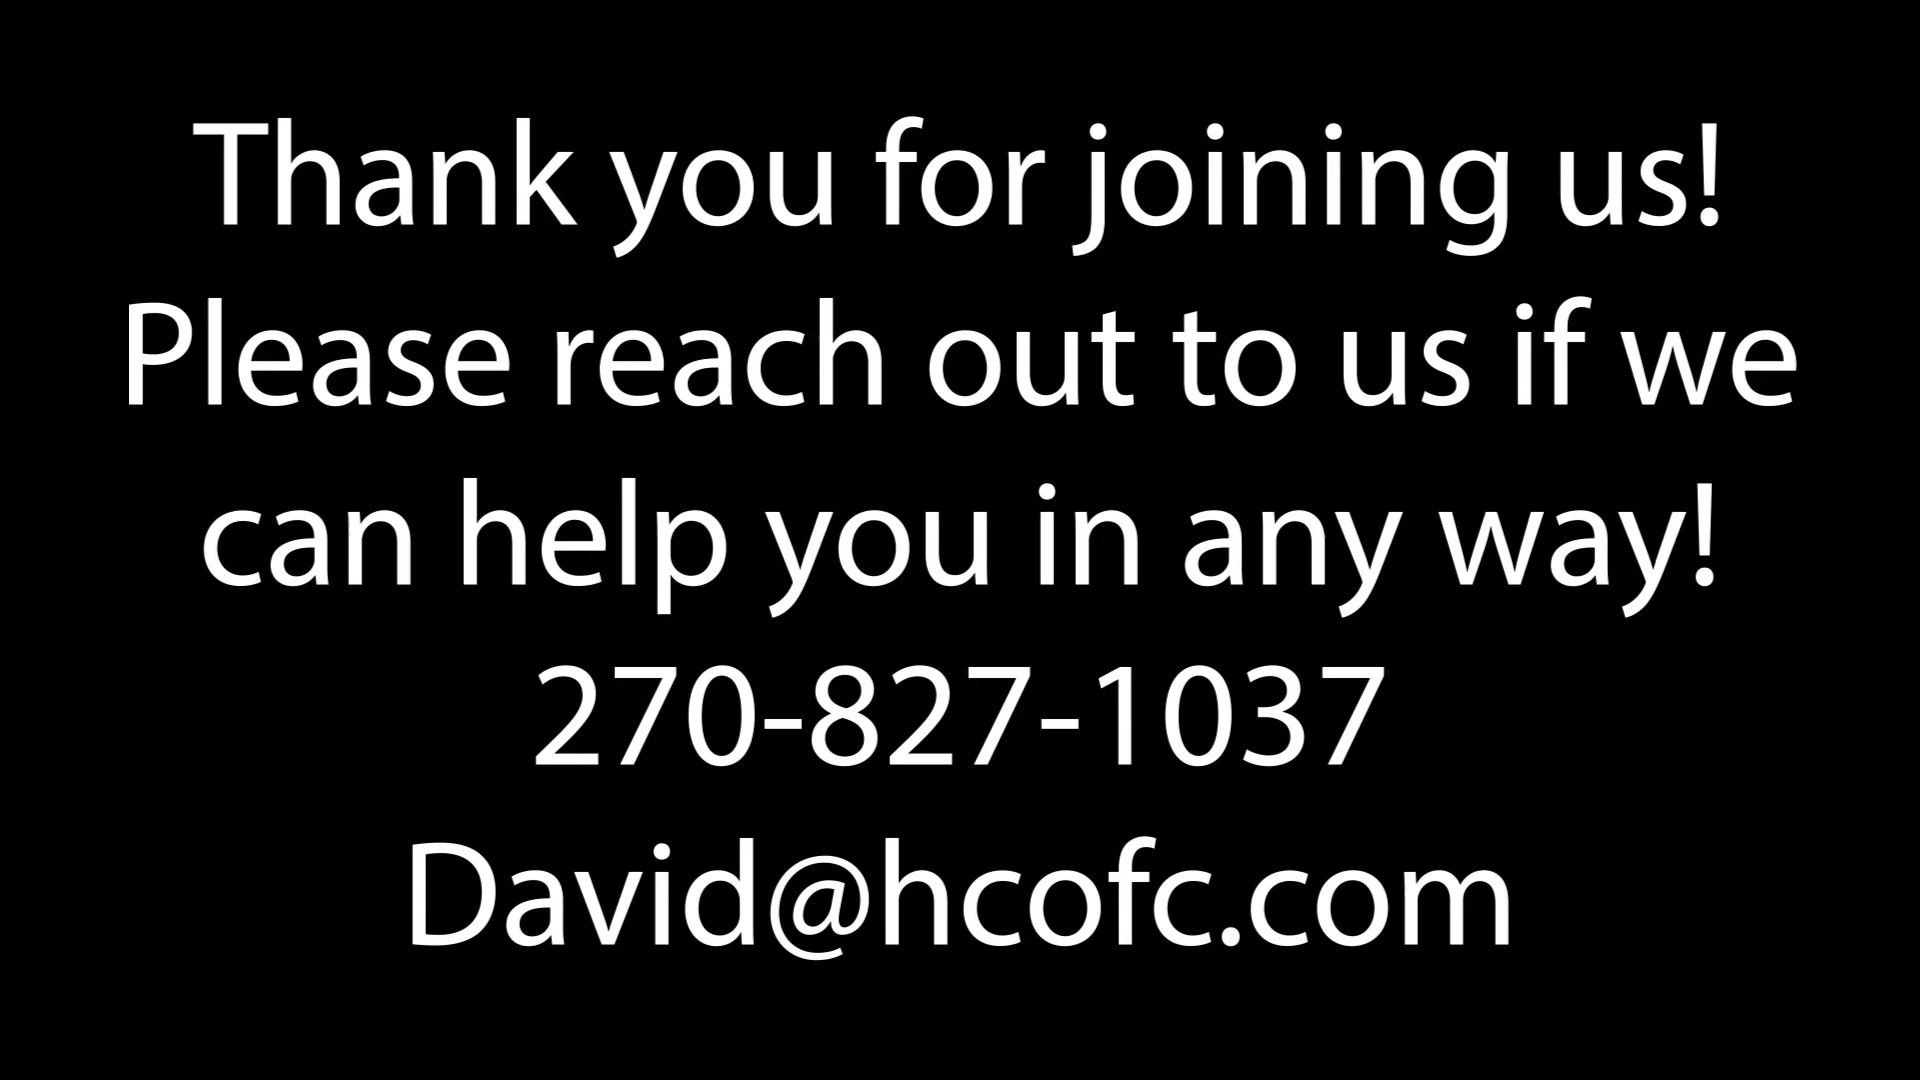 Thank you for joining us!
Please reach out to us if we
can help you in any way!
270-827-1037
David@hcofc.com